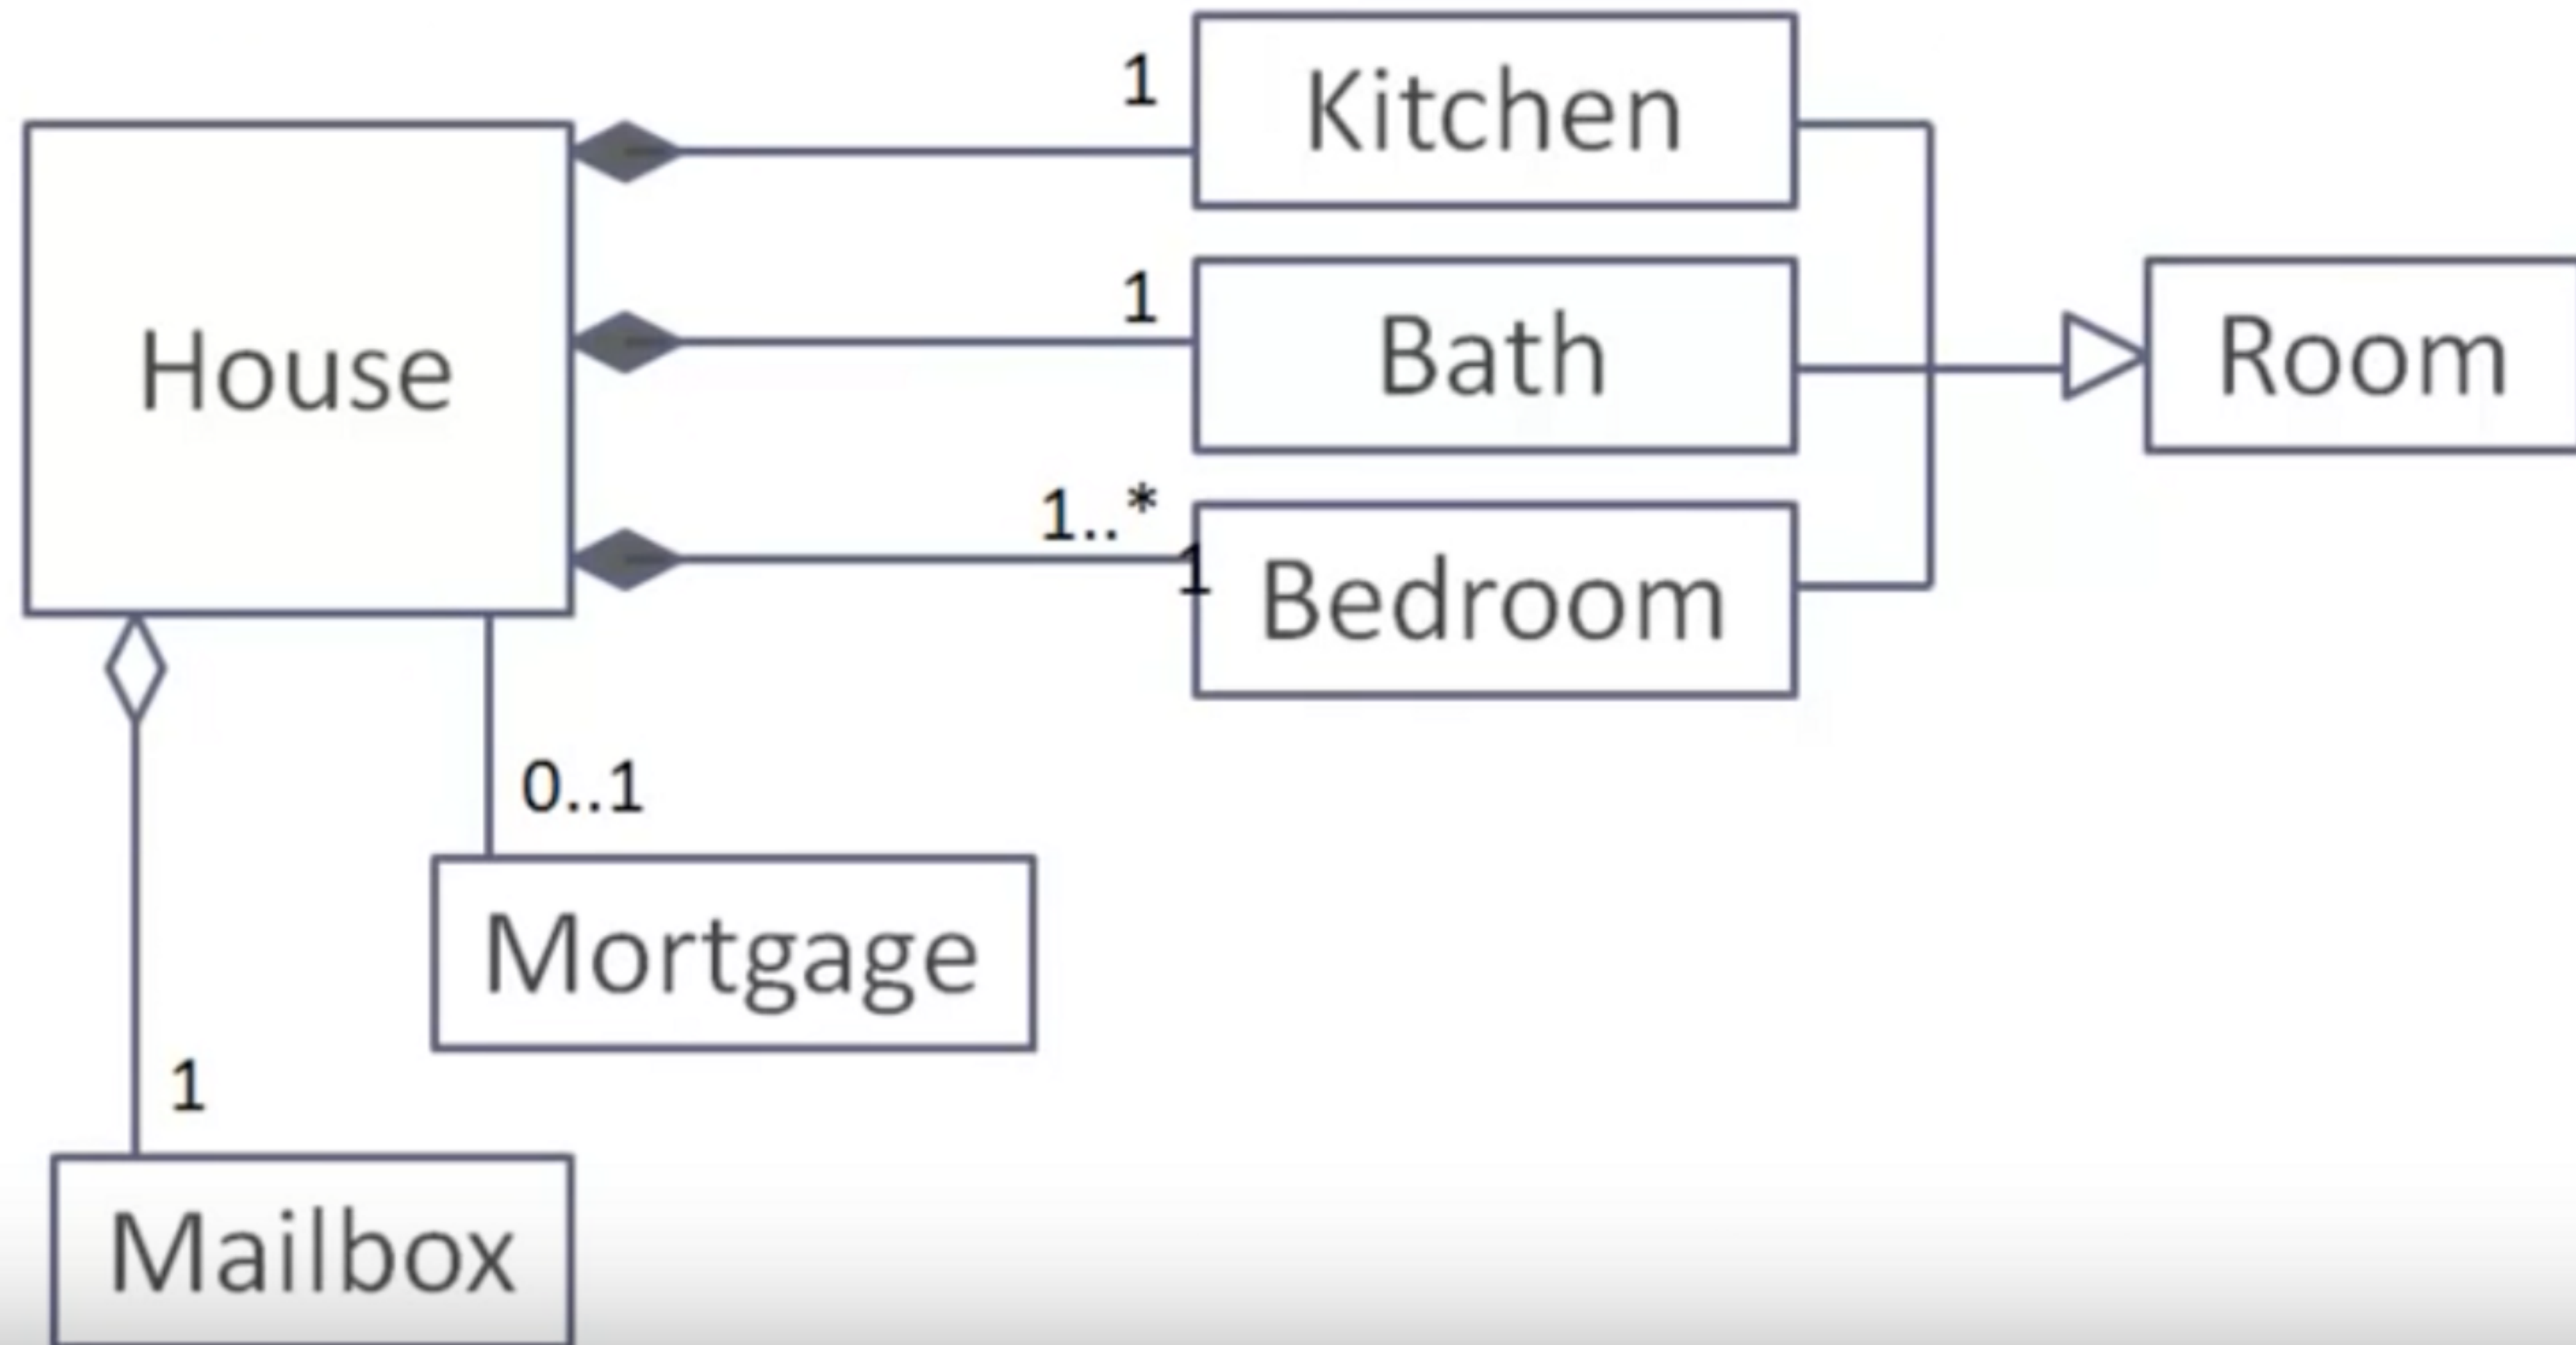 1
Kitchen
House
1
Bath
Room
1..*
1
Bedroom
0..1
Mortgage
1
Mailbox